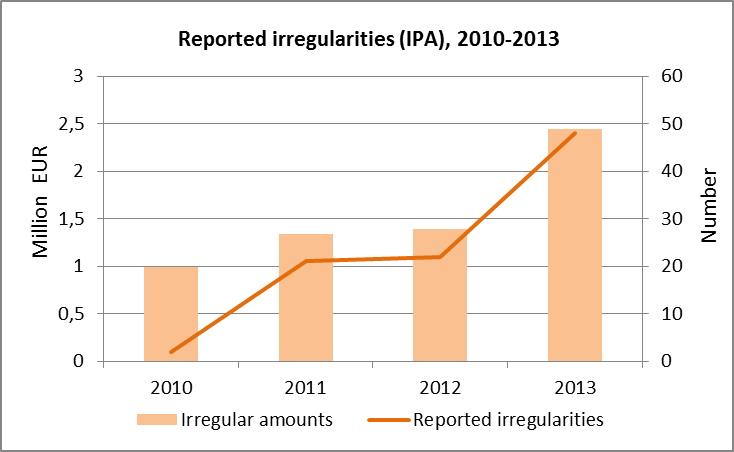 Reported irregularities (IPA), 2010-2013
3
2,5
2
1,5
1
0,5
0
Million EUR
60
50
40
30
20
10
0
Number
2010 2011 2012 2013
Irregular amounts Reported irregularities